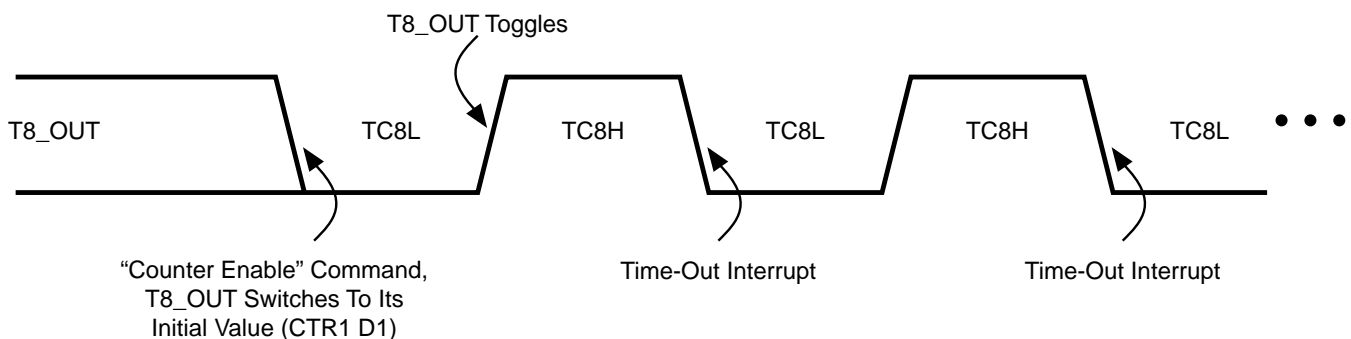 T8_OUT Toggles
T8_OUT
TC8L
TC8H
TC8L
TC8H
TC8L
“Counter Enable” Command,
T8_OUT Switches To Its
Initial Value (CTR1 D1)
Time-Out Interrupt
Time-Out Interrupt